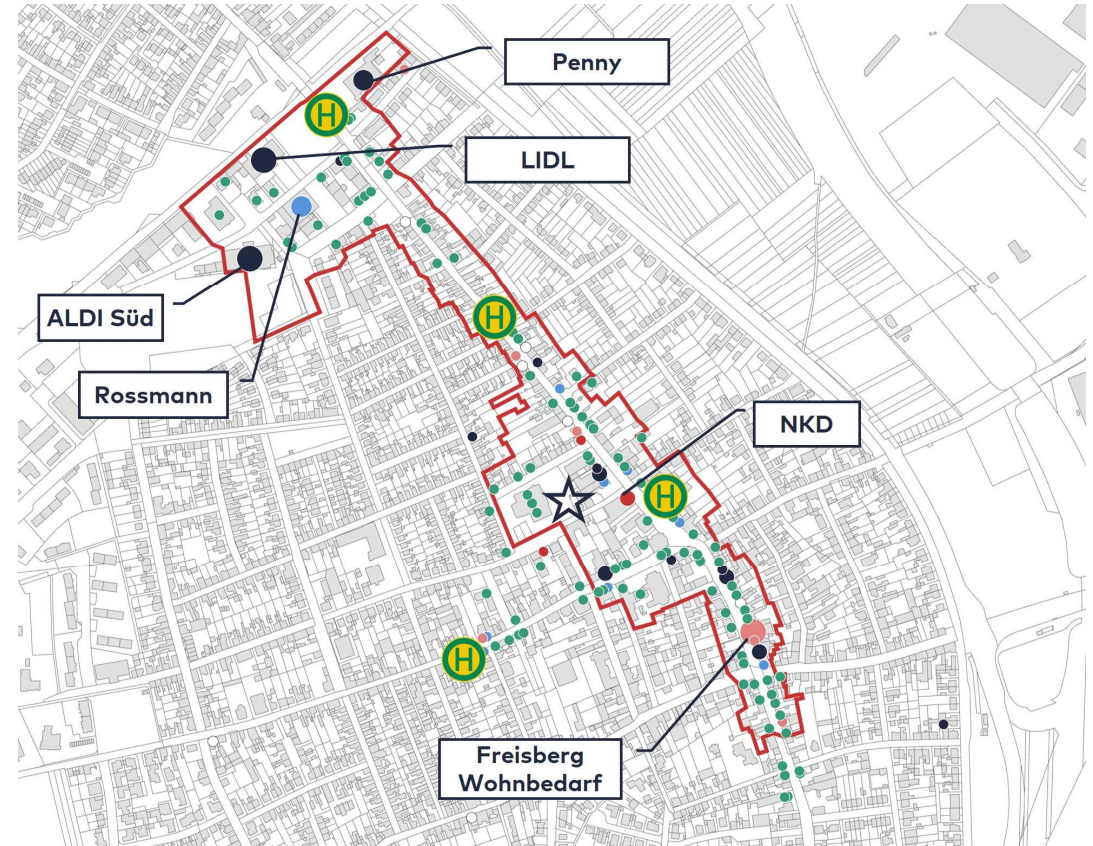 Penny
H
LIDL
ALDI Süd
H
Rossmann
NKD
H
H
Freisberg
Wohnbedarf